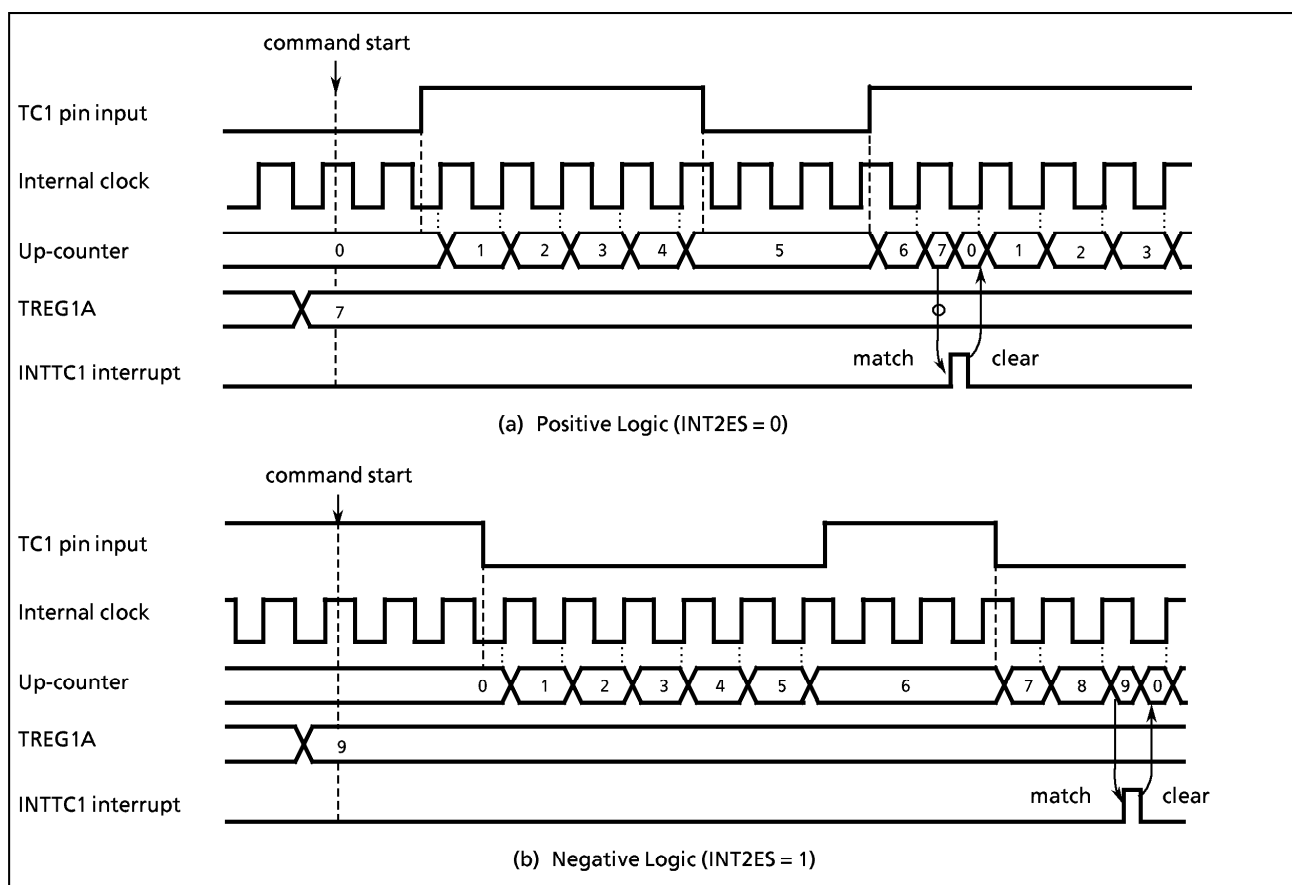 command start
TC1 pin input
Internal clock
Up-counter 0 1 2 3 4 5 6 7 0 1 2 3
TREG1A 7
match clear
INTTC1 interrupt
(a) Positive Logic (INT2ES = 0)
command start
TC1 pin input
Internal clock
Up-counter 0 1 2 3 4 5 6 7 8 9 0
TREG1A 9
INTTC1 interrupt match clear
(b) Negative Logic (INT2ES = 1)